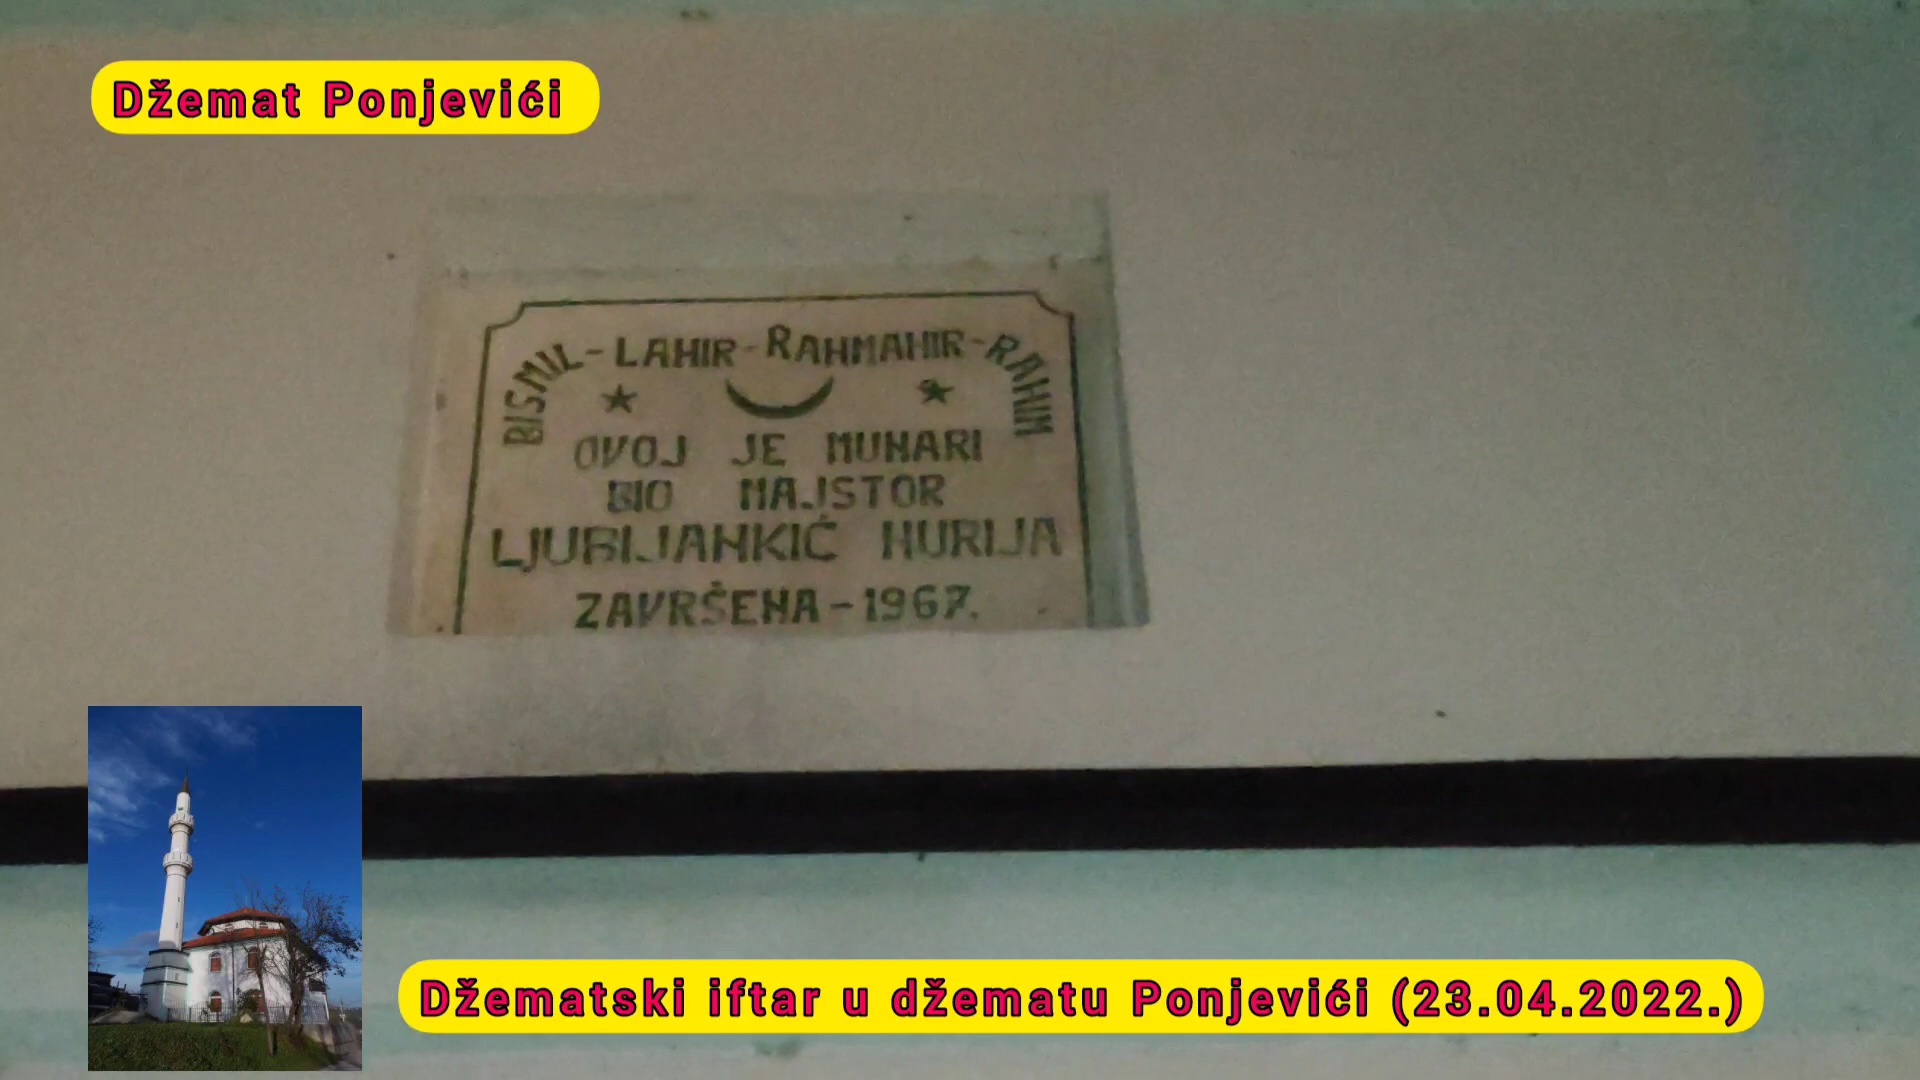 Džemat Ponjevići
BISMIL-LAHIR-RAHMAHIR-RAHIM
OVOJ JE MUNARI
BIO MAJSTOR
LJUBIJANKIĆ NURIJA
ZAVRŠENA-1967.
Džematski iftar u džematu Ponjevići (23.04.2022.)